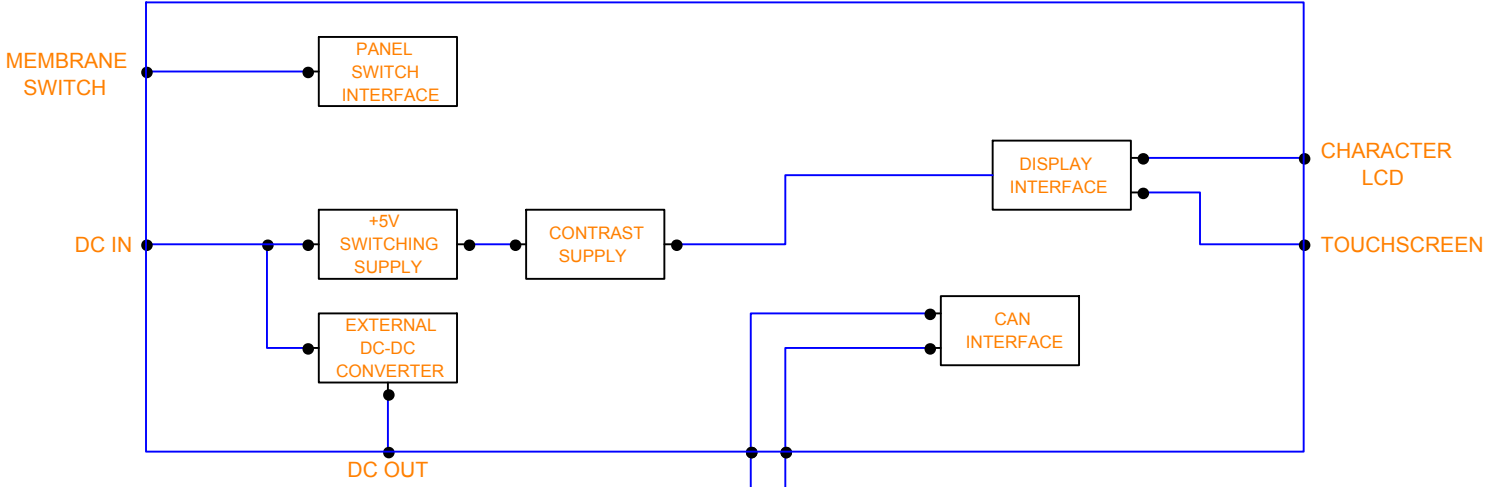 MEMBRANE
SWITCH
PANEL
SWITCH
INTERFACE
DISPLAY
INTERFACE
CHARACTER
LCD
DC IN
+5V
SWITCHING
SUPPLY
CONTRAST
SUPPLY
TOUCHSCREEN
EXTERNAL
DC-DC
CONVERTER
CAN
INTERFACE
DC OUT